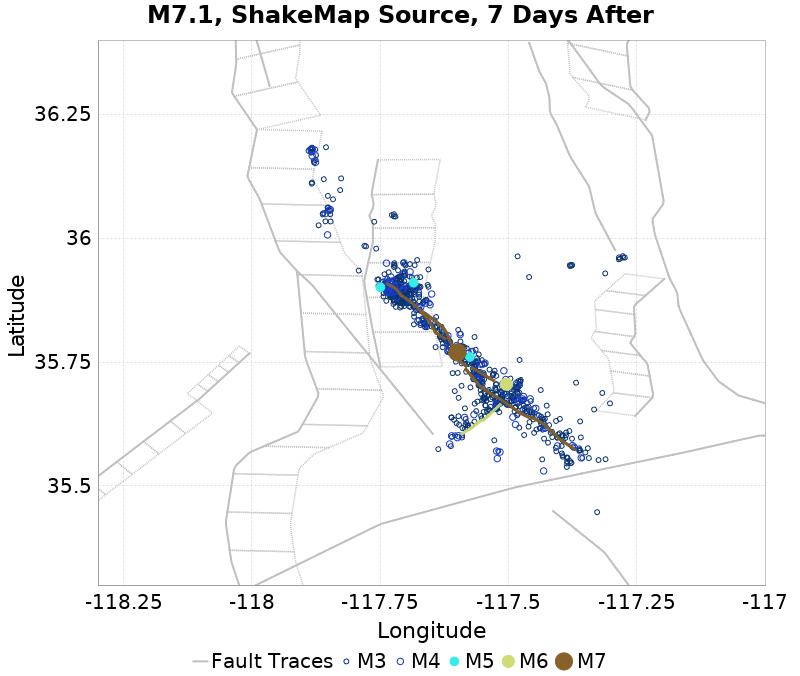 M7.1, ShakeMap Source, 7 Days After
36.25
36
35.75
35.5
Latitude
-118.25 -118 -117.75 -117.5 -117.25 -117
Longitude
Fault Traces M3 M4 M5 M6 M7